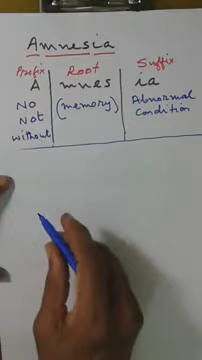 Amnesia
Prefix Root Suffix
A mnes ia
No (memory) Abnormal
Not Condition
without